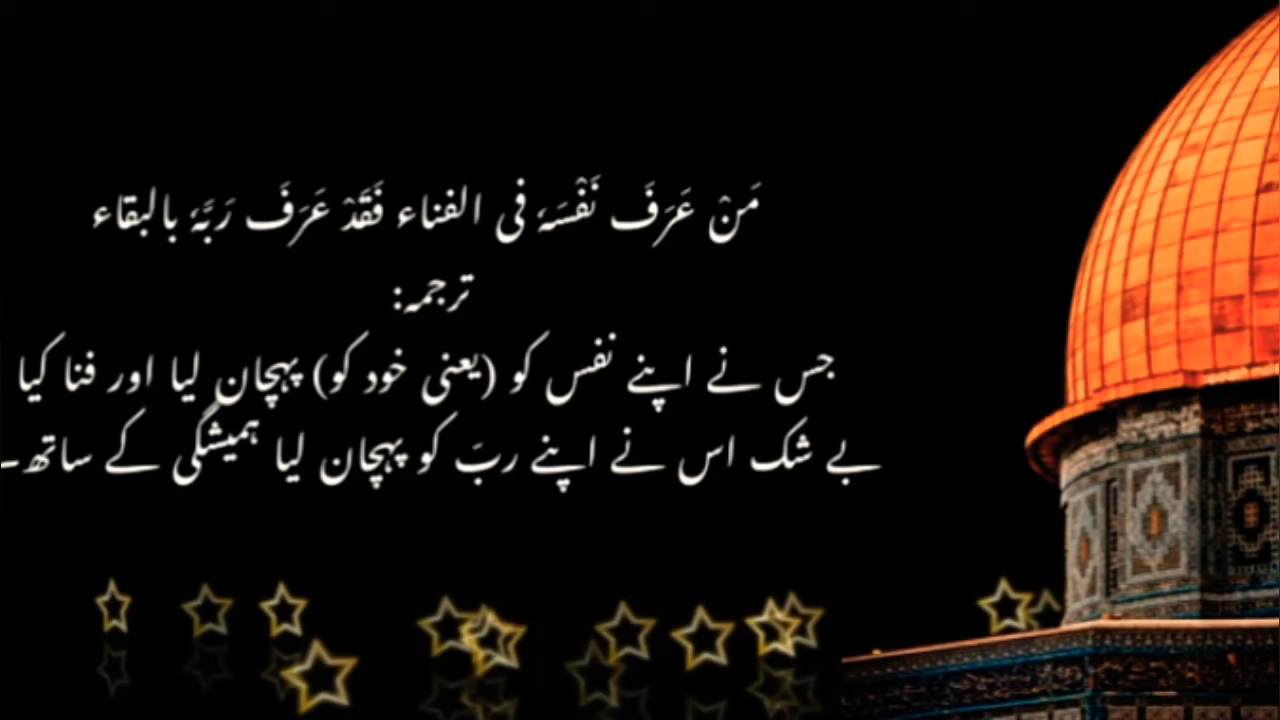 مَنْ عَرَفَ نَفْسَہٗ فی الفناء فَقَدْ عَرَفَ رَبَّہٗ بالبقاء
ترجمہ:
جس نے اپنے نفس کو (یعنی خود کو) پہچان لیا اور فنا کیا
بے شک اس نے اپنے ربّ کو پہچان لیا ہمیشگی کے ساتھ۔